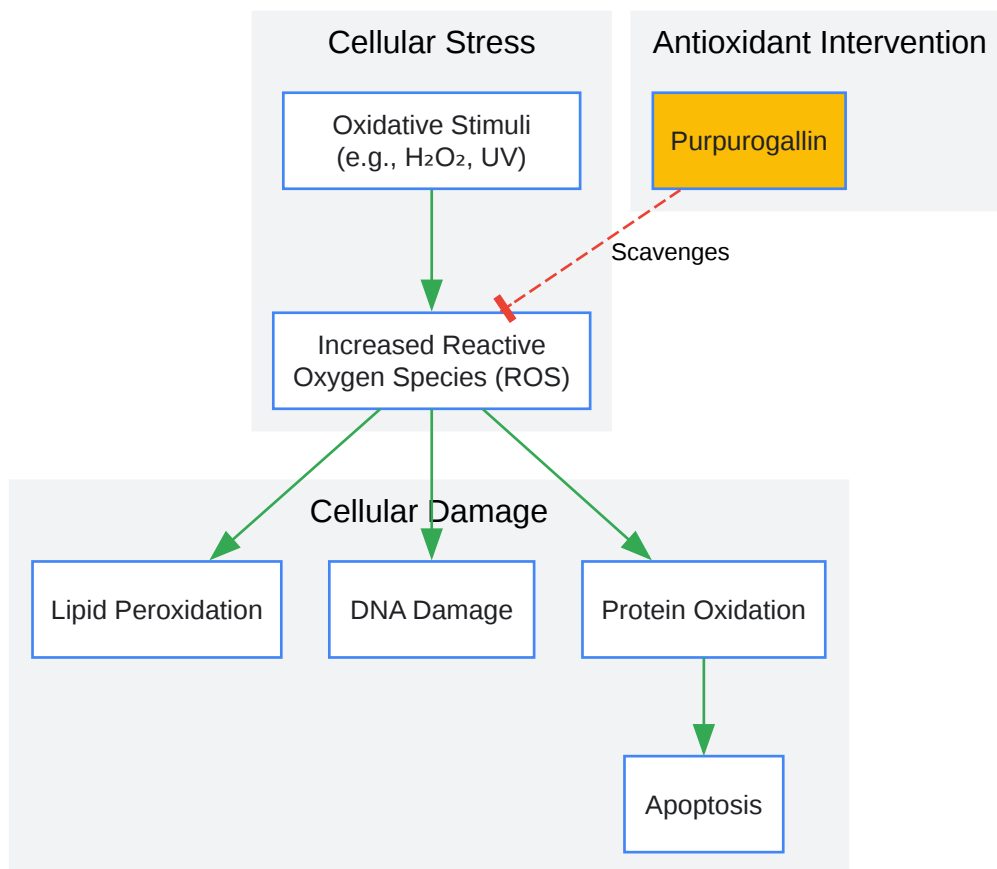 Cellular Stress
Antioxidant Intervention
Oxidative Stimuli
(e.g., H₂O₂, UV)
Purpurogallin
Scavenges
Increased Reactive
Oxygen Species (ROS)
Cellular Damage
Lipid Peroxidation
DNA Damage
Protein Oxidation
Apoptosis